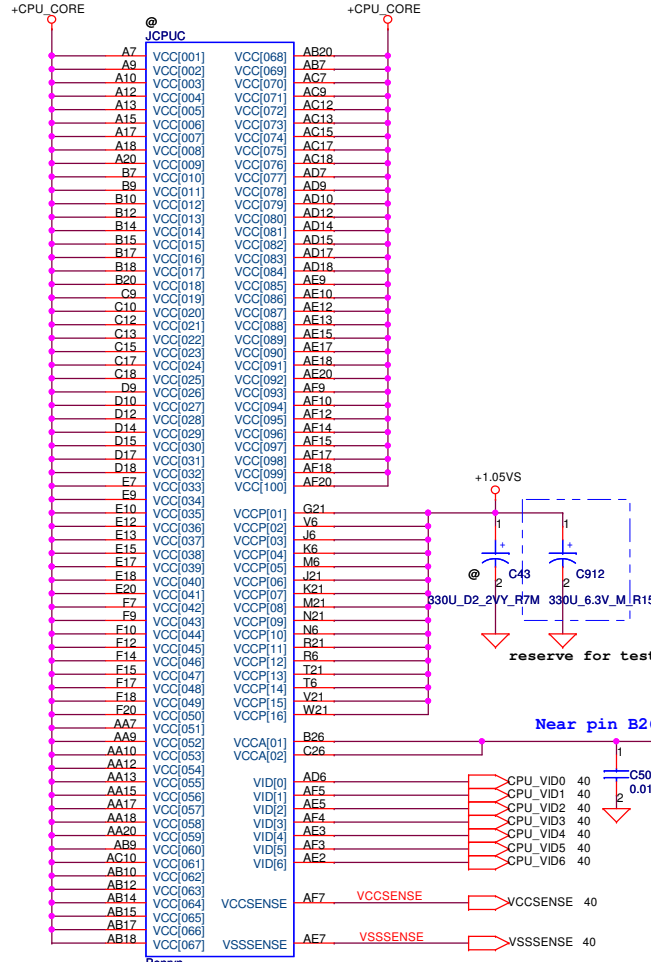 +CPU_CORE +CPU_CORE
@
JCPUC
A7 VCC[001] VCC[068] AB20
A9 VCC[002] VCC[069] AB7
A10 VCC[003] VCC[070] AC7
A12 VCC[004] VCC[071] AC9
A13 VCC[005] VCC[072] AC12
A15 VCC[006] VCC[073] AC13
A17 VCC[007] VCC[074] AC15
A18 VCC[008] VCC[075] AC17
A20 VCC[009] VCC[076] AC18
B7 VCC[010] VCC[077] AD7
B9 VCC[011] VCC[078] AD9
B10 VCC[012] VCC[079] AD10
B12 VCC[013] VCC[080] AD12
B14 VCC[014] VCC[081] AD14
B15 VCC[015] VCC[082] AD15
B17 VCC[016] VCC[083] AD17
B18 VCC[017] VCC[084] AD18
B20 VCC[018] VCC[085] AE9
C9 VCC[019] VCC[086] AE10
C10 VCC[020] VCC[087] AE12
C12 VCC[021] VCC[088] AE13
C13 VCC[022] VCC[089] AE15
C15 VCC[023] VCC[090] AE17
C17 VCC[024] VCC[091] AE18
C18 VCC[025] VCC[092] AE20
D9 VCC[026] VCC[093] AF9
D10 VCC[027] VCC[094] AF10
D12 VCC[028] VCC[095] AF12
D14 VCC[029] VCC[096] AF14
D15 VCC[030] VCC[097] AF15
D17 VCC[031] VCC[098] AF17
D18 VCC[032] VCC[099] AF18
E7 VCC[033] VCC[100] AF20
+1.05VS
E9 VCC[034]
E10 VCC[035] VCCP[01] G21
E12 VCC[036] VCCP[02] V6 1 1
E13 VCC[037] VCCP[03] J6
E15 VCC[038] VCCP[04] K6 + +
E17 VCC[039] VCCP[05] M6
E18 VCC[040] VCCP[06] J21 @ C43 C912
E20 VCC[041] VCCP[07] K21 2 2
F7 VCC[042] VCCP[08] M21 330U_D2_2VY_R7M 330U_6.3V_M_R15
F9 VCC[043] VCCP[09] N21
F10 VCC[044] VCCP[10] N6
F12 VCC[045] VCCP[11] R21
F14 VCC[046] VCCP[12] R6 reserve for test
F15 VCC[047] VCCP[13] T21
F17 VCC[048] VCCP[14] T6
F18 VCC[049] VCCP[15] V21
F20 VCC[050] VCCP[16] W21
AA7 VCC[051] Near pin B26
AA9 VCC[052] VCCA[01] B26
AA10 VCC[053] VCCA[02] C26 1
AA12 VCC[054]
AA13 VCC[055] VID[0] AD6 CPU_VID0 40 C50
AA15 VCC[056] VID[1] AF5 CPU_VID1 40 0.01
AA17 VCC[057] VID[2] AE5 CPU_VID2 40 2
AA18 VCC[058] VID[3] AF4 CPU_VID3 40
AA20 VCC[059] VID[4] AE3 CPU_VID4 40
AB9 VCC[060] VID[5] AF3 CPU_VID5 40
AC10 VCC[061] VID[6] AE2 CPU_VID6 40
AB10 VCC[062]
AB12 VCC[063]
AB14 VCC[064] VCCSENSE AF7 VCCSENSE VCCSENSE 40
AB15 VCC[065]
AB17 VCC[066]
AB18 VCC[067] VSSSENSE AE7 VSSSENSE VSSSENSE 40